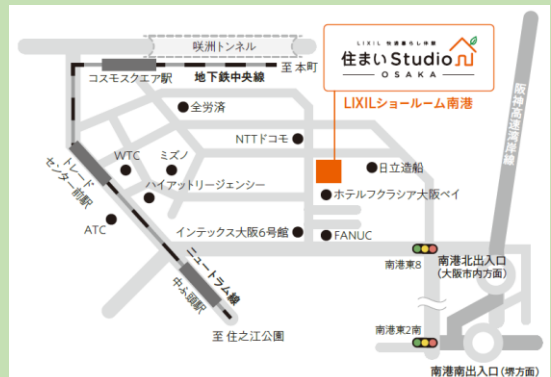 咲洲トンネル
コスモスクエア駅
地下鉄中央線
至 本町
LIXIL 快適暮らし体験
住まいStudio
OSAKA
LIXILショールーム南港
阪神高速湾岸線
全労済
NTTドコモ
WTC
ミズノ
日立造船
トレード
センター前駅
ハイアットリージェンシー
ホテルフクラシア大阪ベイ
ATC
インテックス大阪6号館
FANUC
ニュートラム線
中ふ頭駅
南港東8
南港北出入口
(大阪市内方面)
至 住之江公園
南港東2南
南港南出入口(堺方面)